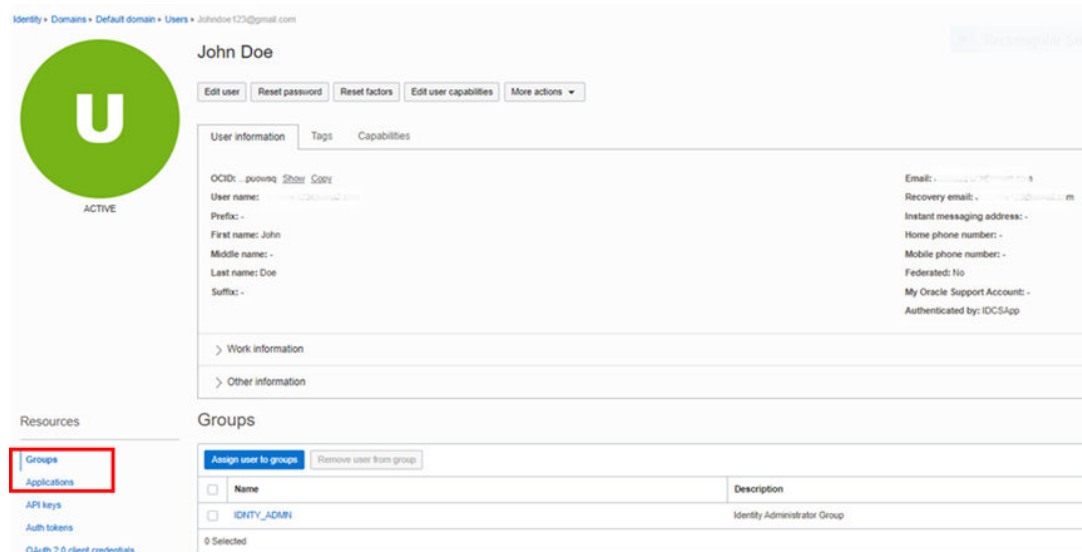 Identity › Domains › Default domain › Users › Johndoe123@gmail.com
U
ACTIVE
John Doe
Edit user Reset password Reset factors Edit user capabilities More actions
User information Tags Capabilities
OCID: ...puowsq Show Copy
User name:
Prefix: -
First name: John
Middle name: -
Last name: Doe
Suffix: -
Email:
Recovery email:
Instant messaging address: -
Home phone number: -
Mobile phone number: -
Federated: No
My Oracle Support Account: -
Authenticated by: IDCSApp
Work information
Other information
Resources
Groups
Applications
API keys
Auth tokens
OAuth 2.0 client credentials
Groups
Assign user to groups Remove user from group
Name Description
IDNTY_ADMN Identity Administrator Group
0 Selected